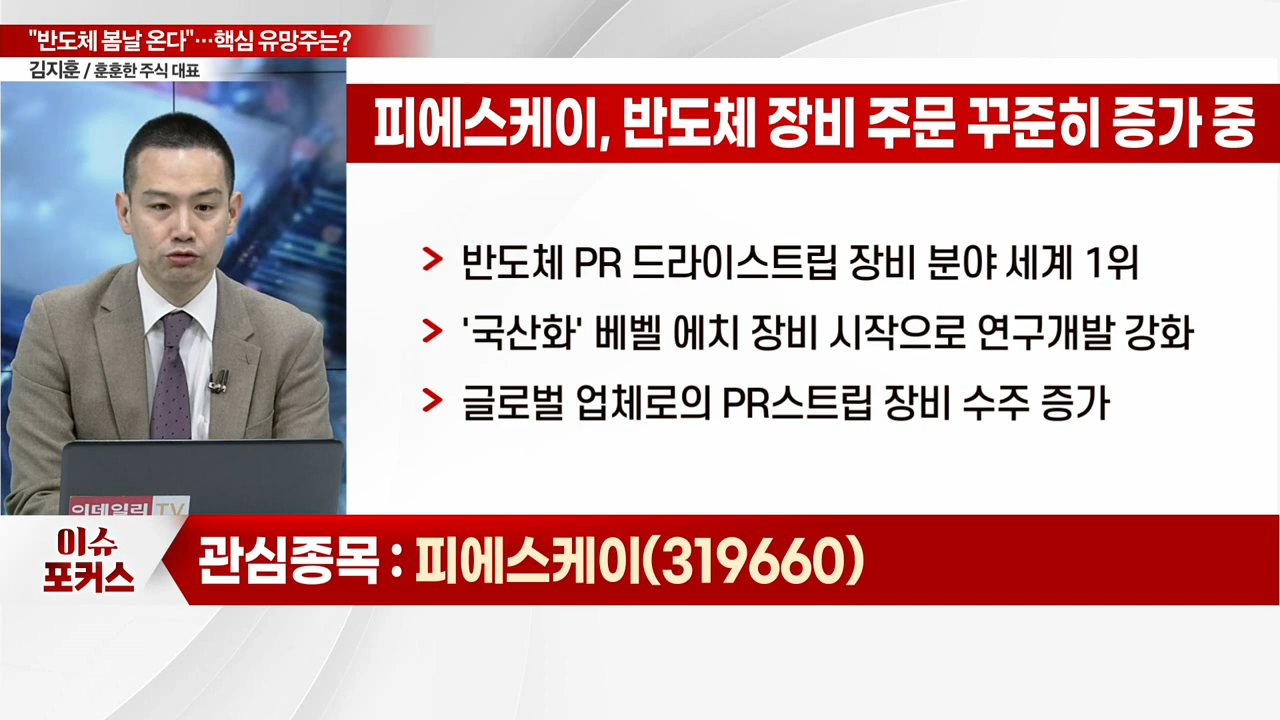 "반도체 봄날 온다"…핵심 유망주는?
김지훈 / 훈훈한 주식 대표
피에스케이, 반도체 장비 주문 꾸준히 증가 중
> 반도체 PR 드라이스트립 장비 분야 세계 1위
> '국산화' 베벨 에치 장비 시작으로 연구개발 강화
> 글로벌 업체로의 PR스트립 장비 수주 증가
이데일리 TV
이슈
포커스
관심종목 : 피에스케이(319660)